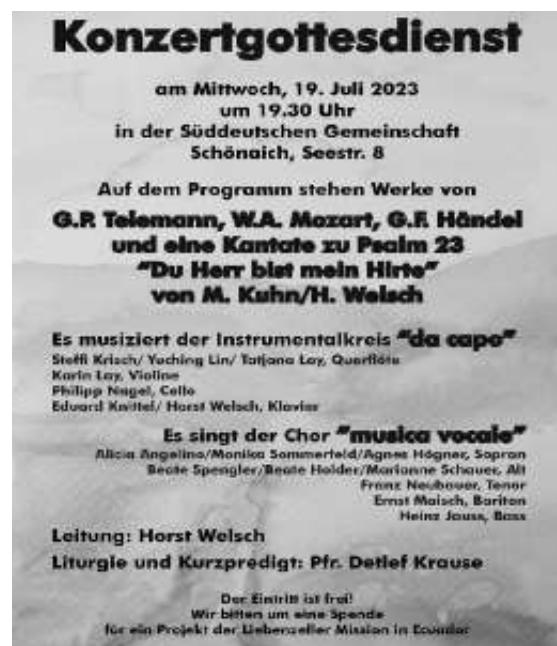 Konzertgottesdienst
am Mittwoch, 19. Juli 2023
um 19.30 Uhr
in der Süddeutschen Gemeinschaft
Schönaich, Seestr. 8
Auf dem Programm stehen Werke von
G.P. Telemann, W.A. Mozart, G.F. Händel
und eine Kantate zu Psalm 23
"Du Herr bist mein Hirte"
von M. Kuhn/H. Welsch
Es musiziert der Instrumentalkreis "da capo"
Steffi Krisch/ Yuching Lin/ Tatjana Lay, Querflöte
Karin Lay, Violine
Philipp Nagel, Cello
Eduard Knittel/ Horst Welsch, Klavier
Es singt der Chor "musica vocale"
Alicia Angelina/Monika Sommerfeld/Agnes Högner, Sopran
Beate Spengler/Beate Holder/Marianne Schauer, Alt
Franz Neubauer, Tenor
Ernst Maisch, Bariton
Heinz Jauss, Bass
Leitung: Horst Welsch
Liturgie und Kurzpredigt: Pfr. Detlef Krause
Der Eintritt ist frei!
Wir bitten um eine Spende
für ein Projekt der Liebenzeller Mission in Ecuador